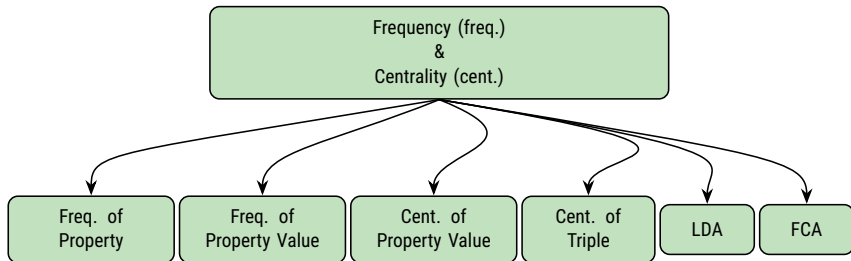 Frequency (freq.)
&
Centrality (cent.)
Freq. of
Property
Freq. of
Property Value
Cent. of
Property Value
Cent. of
Triple
LDA
FCA